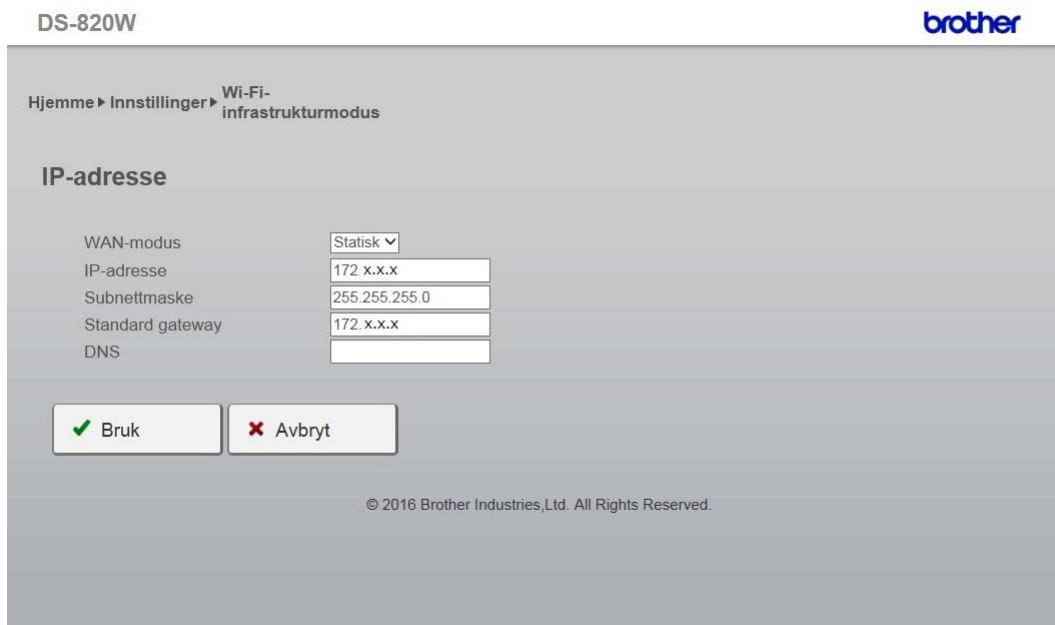 DS-820W
brother
Hjemme Innstillinger Wi-Fi-
infrastrukturmodus
IP-adresse
WAN-modus Statisk
IP-adresse 172.x.x.x
Subnettmaske 255.255.255.0
Standard gateway 172.x.x.x
DNS
Bruk Avbryt
© 2016 Brother Industries,Ltd. All Rights Reserved.